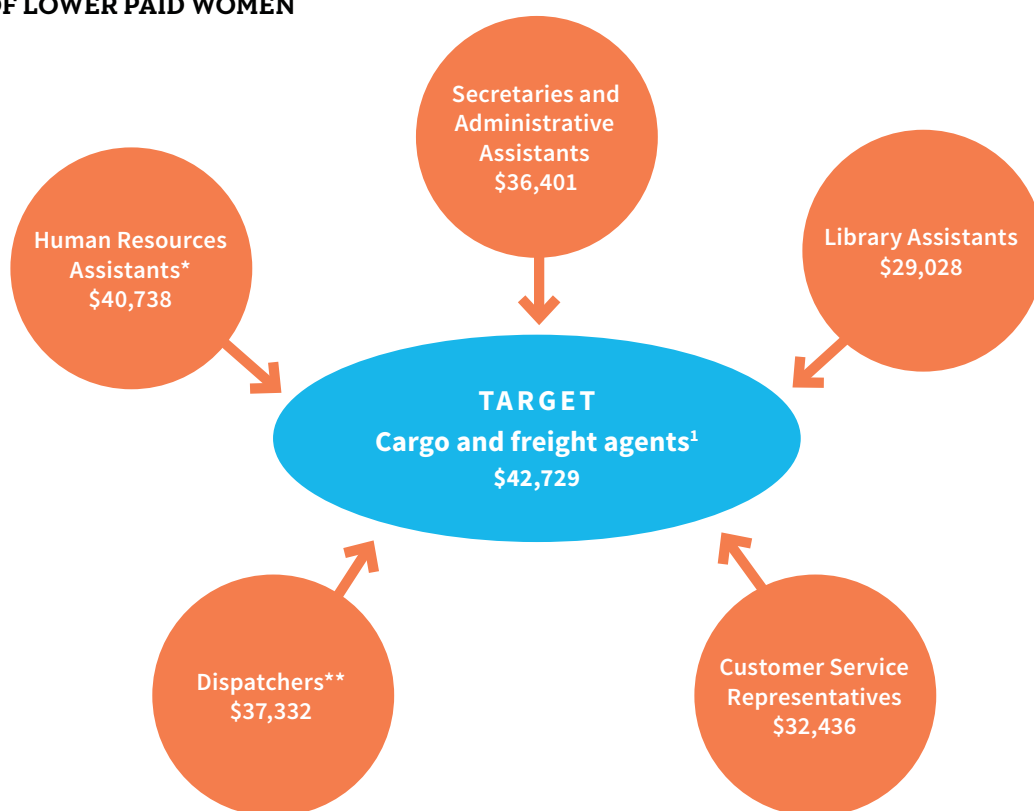 OF LOWER PAID WOMEN
Secretaries and
Administrative
Assistants
$36,401
Human Resources
Assistants*
$40,738
Library Assistants
$29,028
TARGET
Cargo and freight agents¹
$42,729
Dispatchers**
$37,332
Customer Service
Representatives
$32,436